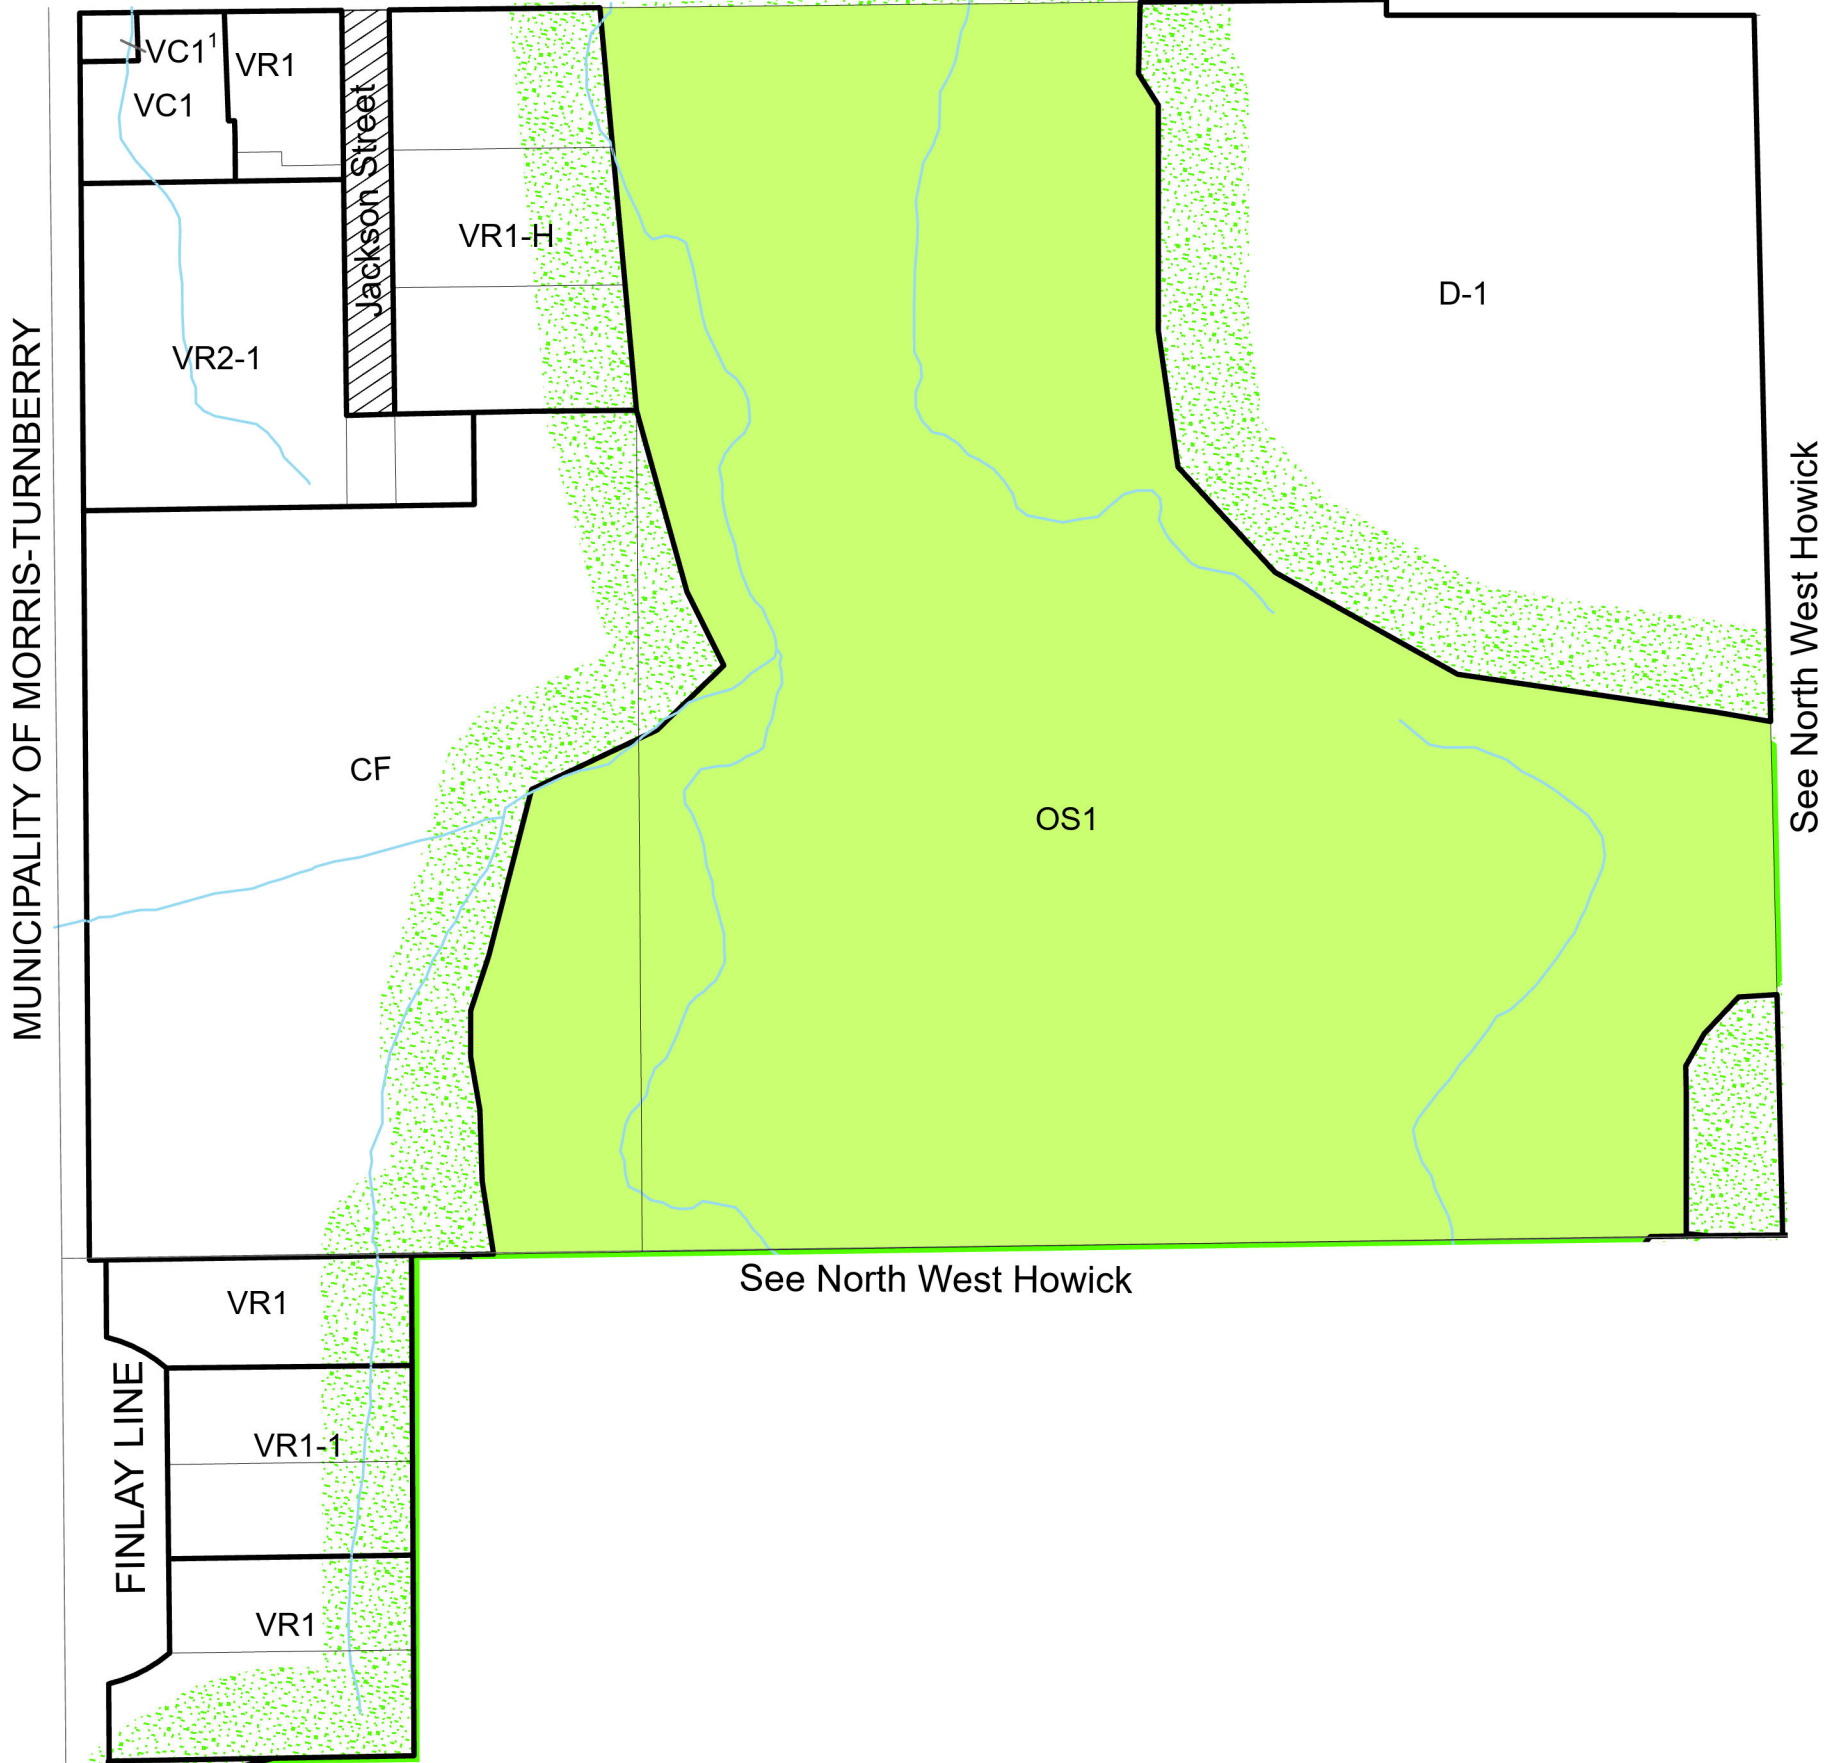 VC1¹
VR1
VC1
Jackson Street
VR1-H
D-1
VR2-1
MUNICIPALITY OF MORRIS-TURNBERRY
See North West Howick
CF
OS1
See North West Howick
VR1
FINLAY LINE
VR1-1
VR1